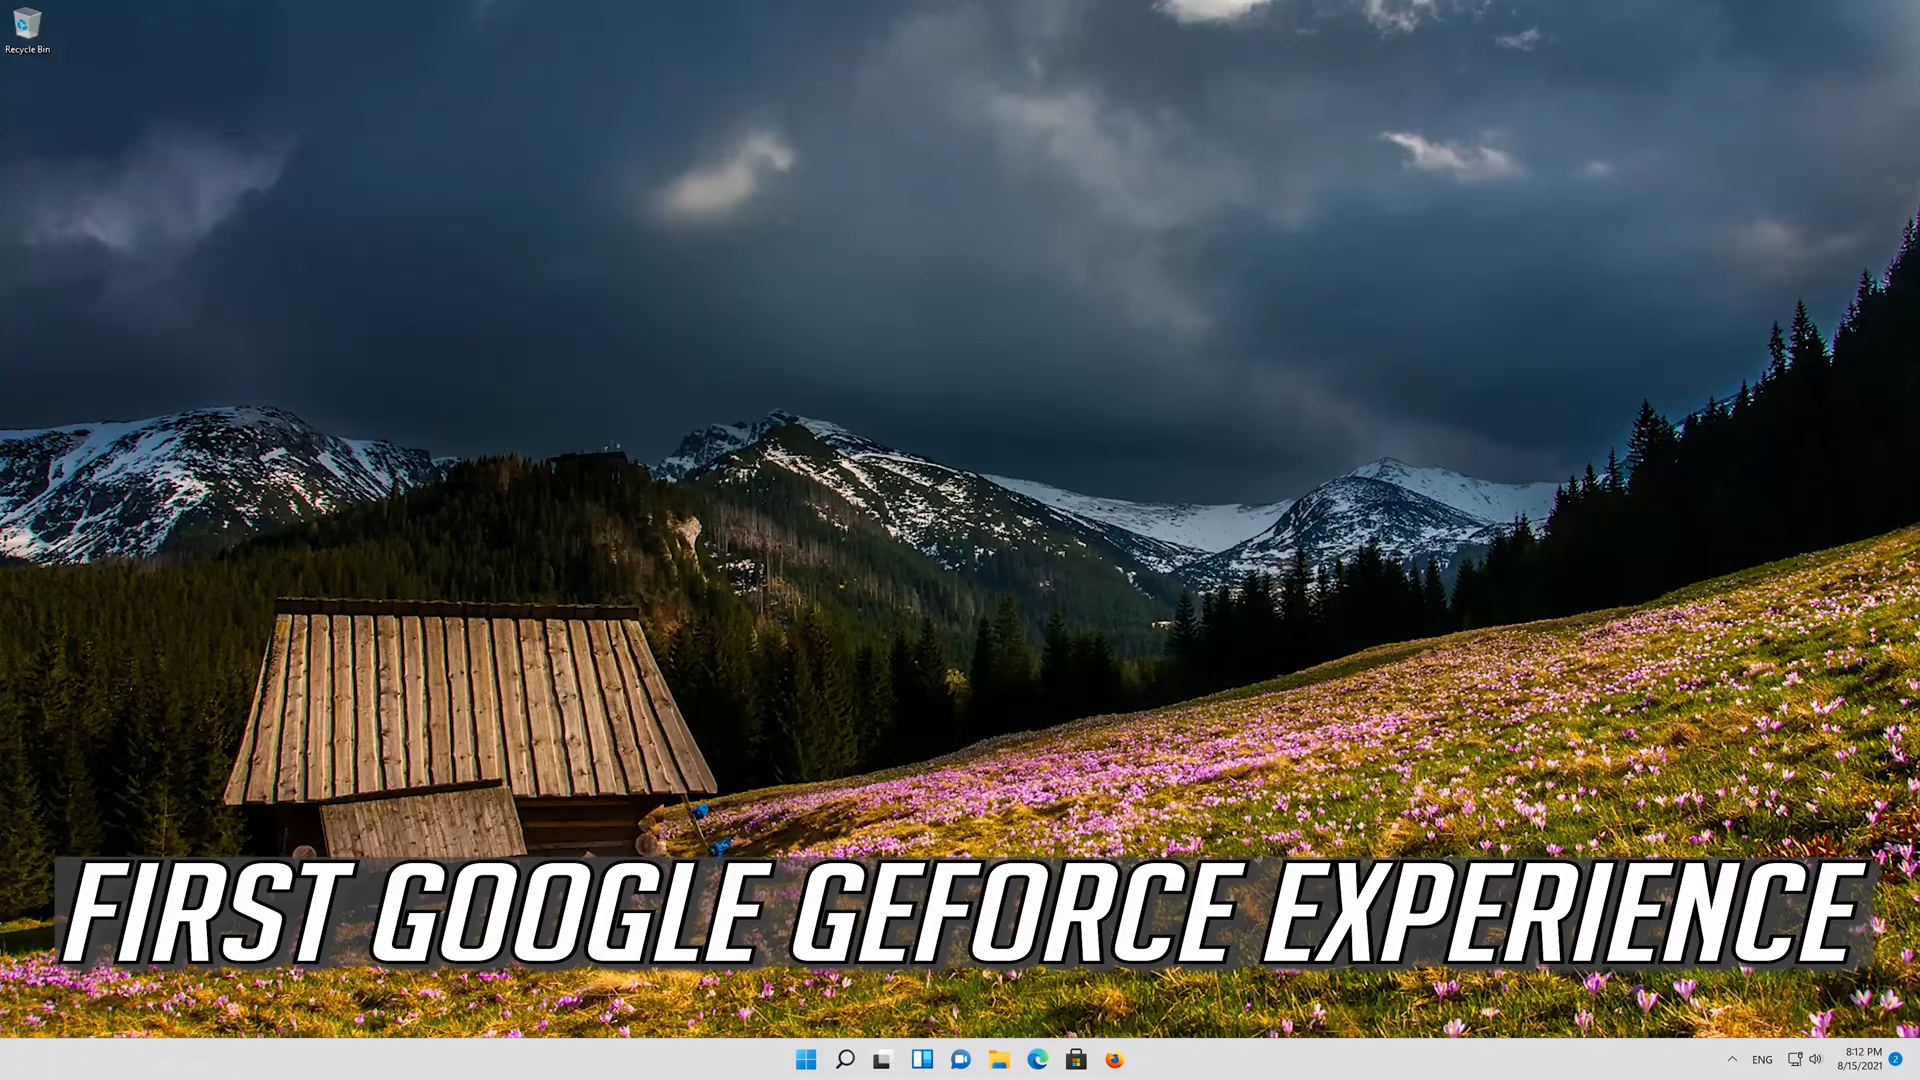 Recycle Bin
FIRST GOOGLE GEFORCE EXPERIENCE
ENG
8:12 PM
8/15/2021
2